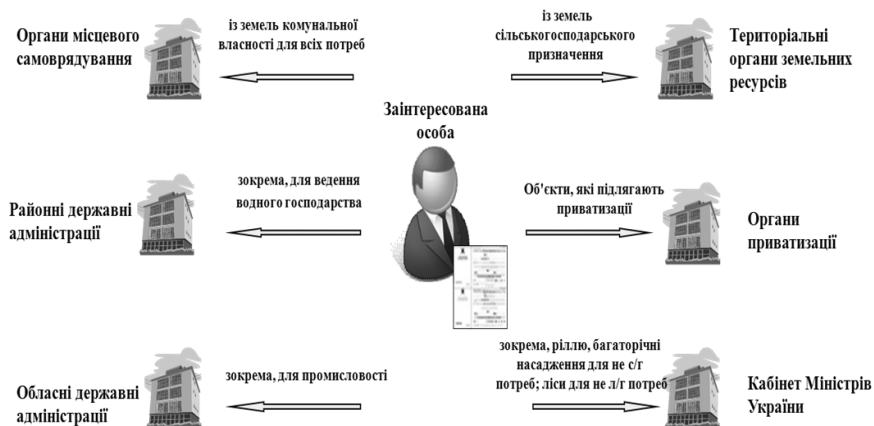 Органи місцевого
самоврядування
із земель комунальної
власності для всіх потреб
із земель
сільськогосподарського
призначення
Територіальні
органи земельних
ресурсів
Заінтересована
особа
Районні державні
адміністрації
зокрема, для ведення
водного господарства
Об'єкти, які підлягають
приватизації
Органи
приватизації
Обласні державні
адміністрації
зокрема, для промисловості
зокрема, ріллю, багаторічні
насадження для не с/г
потреб; ліси для не л/г потреб
Кабінет Міністрів
України